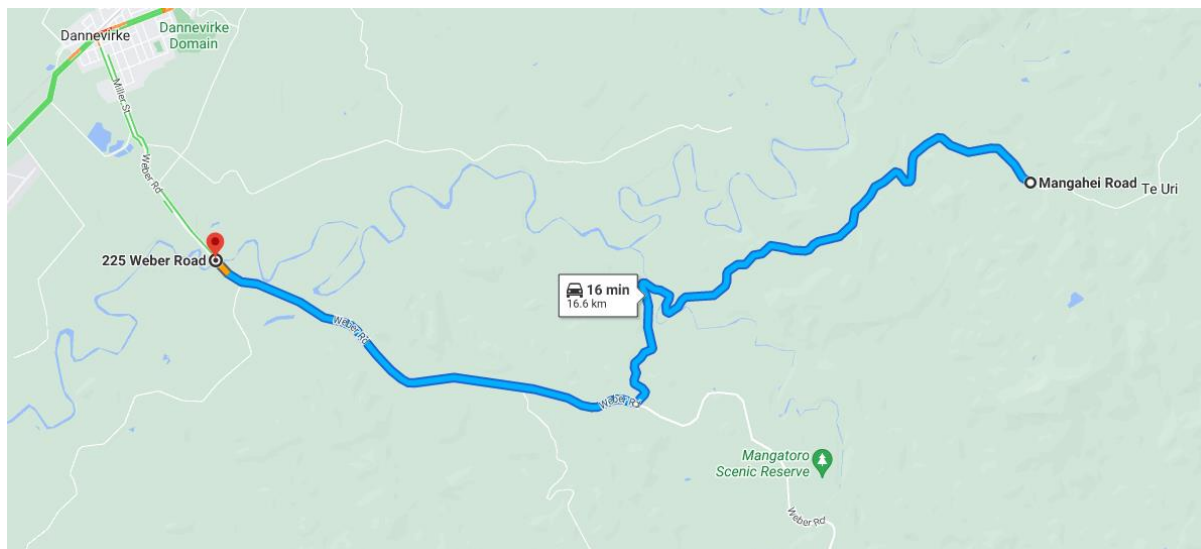 Dannevirke
Dannevirke
Domain
Miller St
Weber Rd
Mangahei Road
Te Uri
225 Weber Road
16 min
16.6 km
Weber Rd
Weber Rd
Mangatoro
Scenic Reserve
Weber Rd